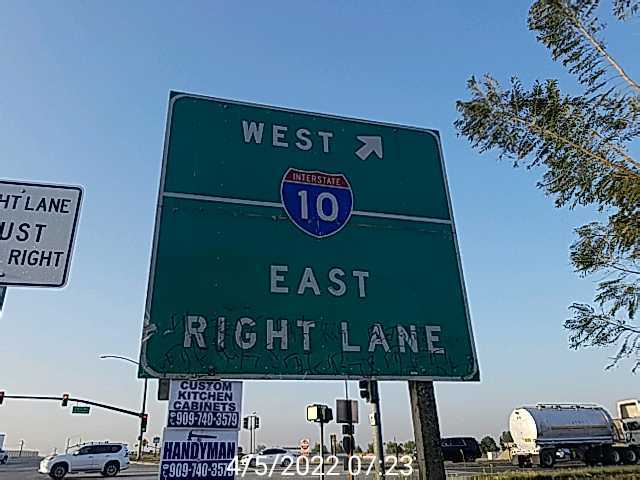 WEST
INTERSTATE
10
EAST
RIGHT LANE
HT LANE
UST
RIGHT
CUSTOM
KITCHEN
CABINETS
909-740-3579
HANDYMAN
909-740-357
4/5/2022 07:23